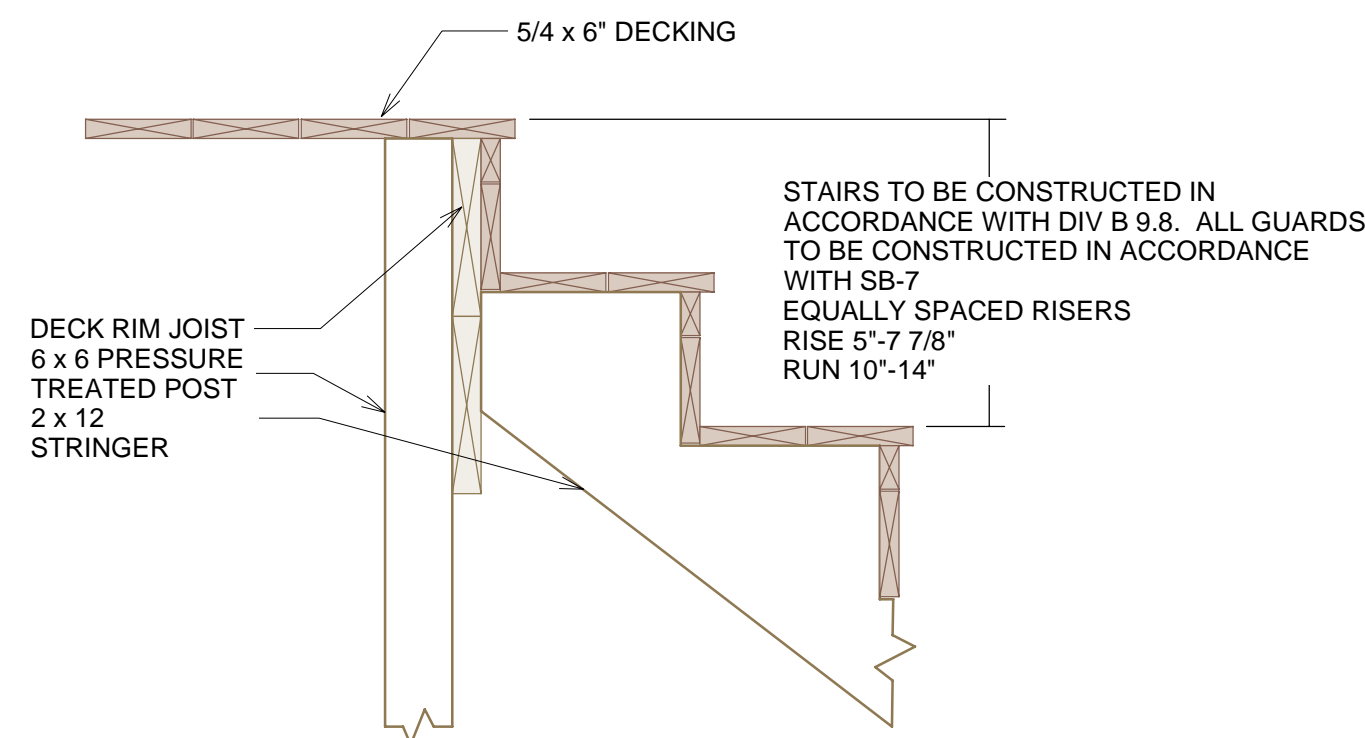 5/4 x 6" DECKING
STAIRS TO BE CONSTRUCTED IN
ACCORDANCE WITH DIV B 9.8.  ALL GUARDS
TO BE CONSTRUCTED IN ACCORDANCE
WITH SB-7
EQUALLY SPACED RISERS
RISE 5"-7 7/8"
RUN 10"-14"
DECK RIM JOIST
6 x 6 PRESSURE
TREATED POST
2 x 12
STRINGER